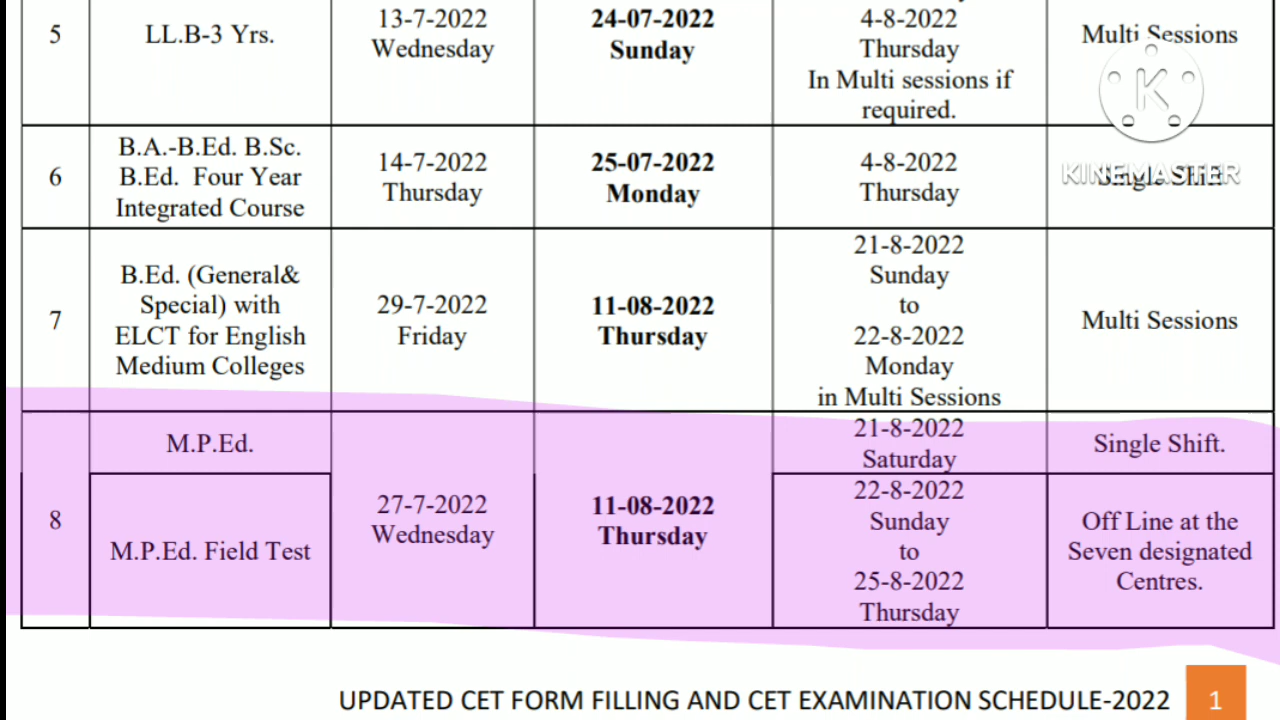 5
LL.B-3 Yrs.
13-7-2022
Wednesday
24-07-2022
Sunday
4-8-2022
Thursday
In Multi sessions if
required.
Multi Sessions
K
KINEMASTER
6
B.A.-B.Ed. B.Sc.
B.Ed. Four Year
Integrated Course
14-7-2022
Thursday
25-07-2022
Monday
4-8-2022
Thursday
Single Shift
7
B.Ed. (General&
Special) with
ELCT for English
Medium Colleges
29-7-2022
Friday
11-08-2022
Thursday
21-8-2022
Sunday
to
22-8-2022
Monday
in Multi Sessions
Multi Sessions
8
M.P.Ed.
M.P.Ed. Field Test
27-7-2022
Wednesday
11-08-2022
Thursday
21-8-2022
Saturday
Single Shift.
22-8-2022
Sunday
to
25-8-2022
Thursday
Off Line at the
Seven designated
Centres.
UPDATED CET FORM FILLING AND CET EXAMINATION SCHEDULE-2022
1